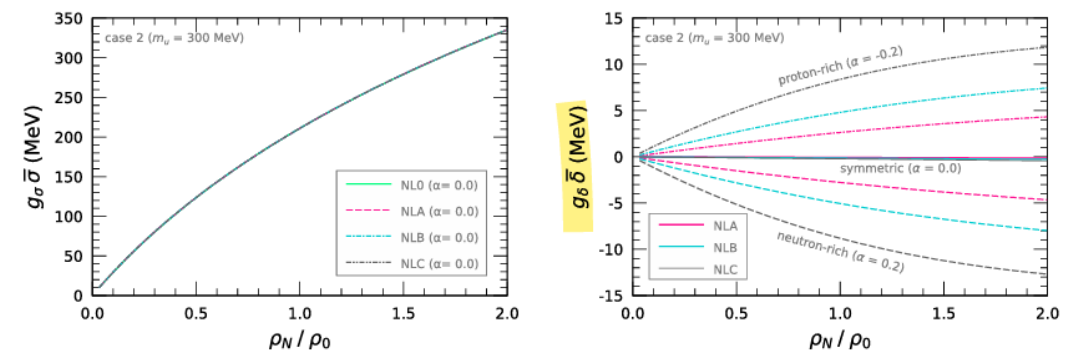 case 2 (mᵤ = 300 MeV)
g_σ σ̅ (MeV)
350
300
250
200
150
100
50
0
NL0 (α= 0.0)
NLA (α= 0.0)
NLB (α= 0.0)
NLC (α= 0.0)
0.0 0.5 1.0 1.5 2.0
ρ_N / ρ_0
case 2 (mᵤ = 300 MeV)
g_δ δ̅ (MeV)
15
10
5
0
-5
-10
-15
proton-rich (α = -0.2)
symmetric (α = 0.0)
neutron-rich (α = 0.2)
NLA
NLB
NLC
0.0 0.5 1.0 1.5 2.0
ρ_N / ρ_0